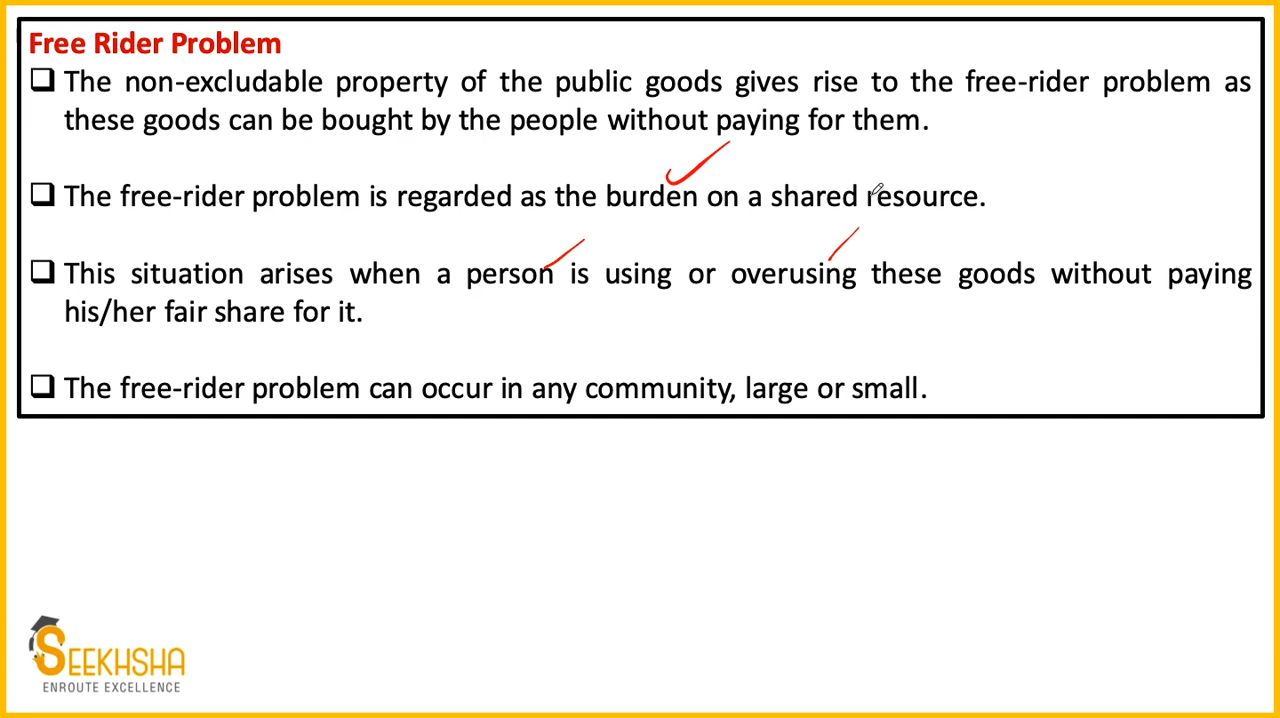 Free Rider Problem
❑ The non-excludable property of the public goods gives rise to the free-rider problem as
these goods can be bought by the people without paying for them.
❑ The free-rider problem is regarded as the burden on a shared resource.
❑ This situation arises when a person is using or overusing these goods without paying
his/her fair share for it.
❑ The free-rider problem can occur in any community, large or small.
SEEKHSHA
ENROUTE EXCELLENCE